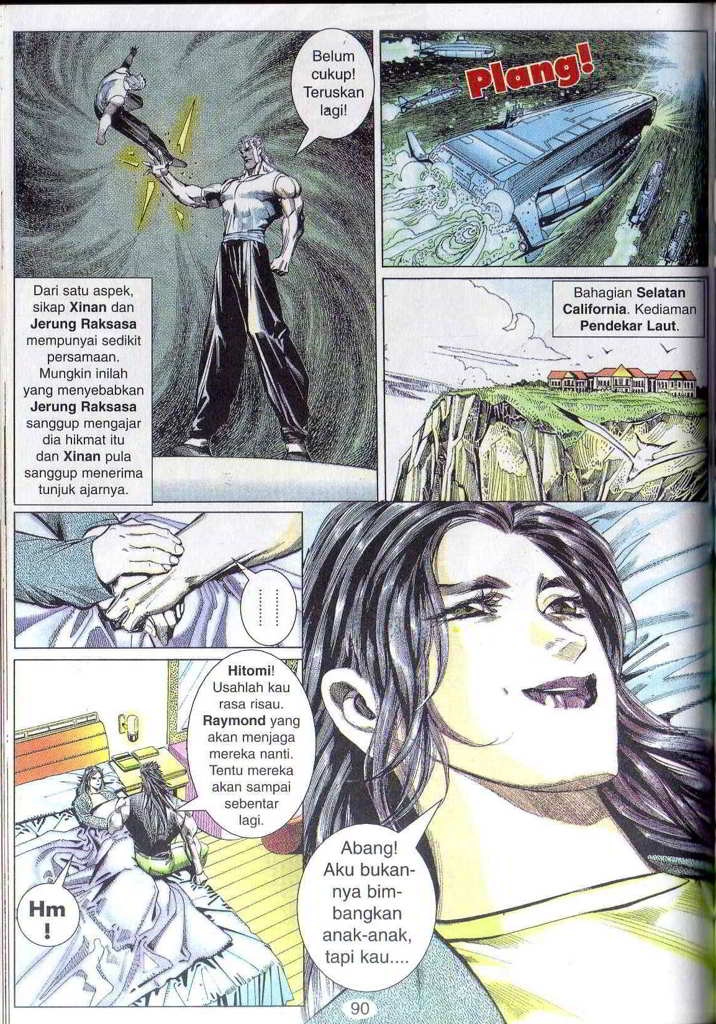 Belum
cukup!
Teruskan
lagi!
Plang!
Dari satu aspek,
sikap Xinan dan
Jerung Raksasa
mempunyai sedikit
persamaan.
Mungkin inilah
yang menyebabkan
Jerung Raksasa
sanggup mengajar
dia hikmat itu
dan Xinan pula
sanggup menerima
tunjuk ajarnya.
Bahagian Selatan
California. Kediaman
Pendekar Laut.
Hitomi!
Usahlah kau
rasa risau.
Raymond yang
akan menjaga
mereka nanti.
Tentu mereka
akan sampai
sebentar
lagi.
Hm
!
Abang!
Aku bukan-
nya bim-
bangkan
anak-anak,
tapi kau....
90